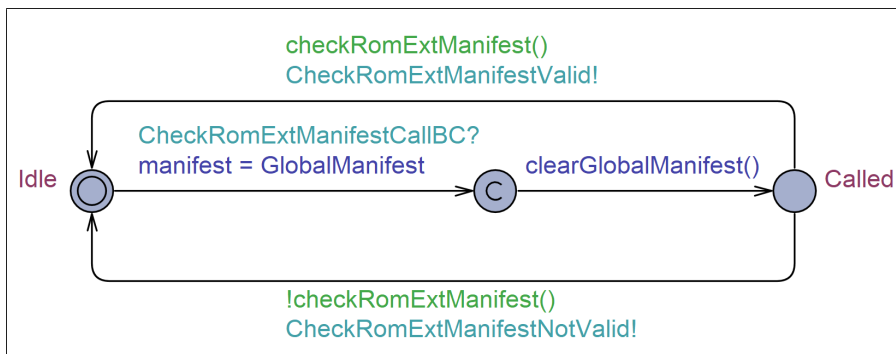 checkRomExtManifest()
CheckRomExtManifestValid!
CheckRomExtManifestCallBC?
manifest = GlobalManifest
clearGlobalManifest()
Idle
C
Called
!checkRomExtManifest()
CheckRomExtManifestNotValid!